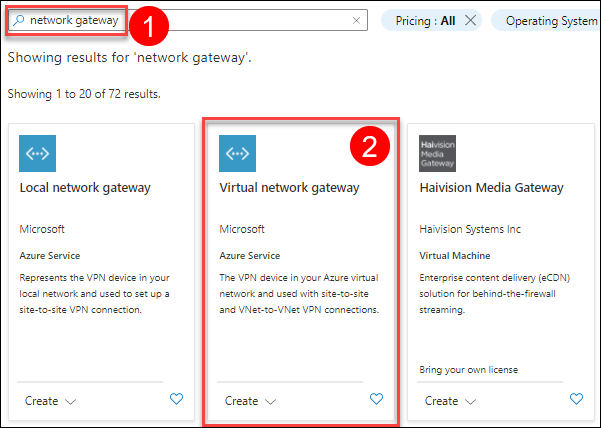 network gateway
1
Pricing : All
Operating System
Showing results for 'network gateway'.
Showing 1 to 20 of 72 results.
Local network gateway
Microsoft
Azure Service
Represents the VPN device in your
local network and used to set up a
site-to-site VPN connection.
Create
2
Virtual network gateway
Microsoft
Azure Service
The VPN device in your Azure virtual
network and used with site-to-site
and VNet-to-VNet VPN connections.
Create
Haivision
Media
Gateway
Haivision Media Gateway
Haivision Systems Inc
Virtual Machine
Enterprise content delivery (eCDN)
solution for behind-the-firewall
streaming.
Bring your own license
Create